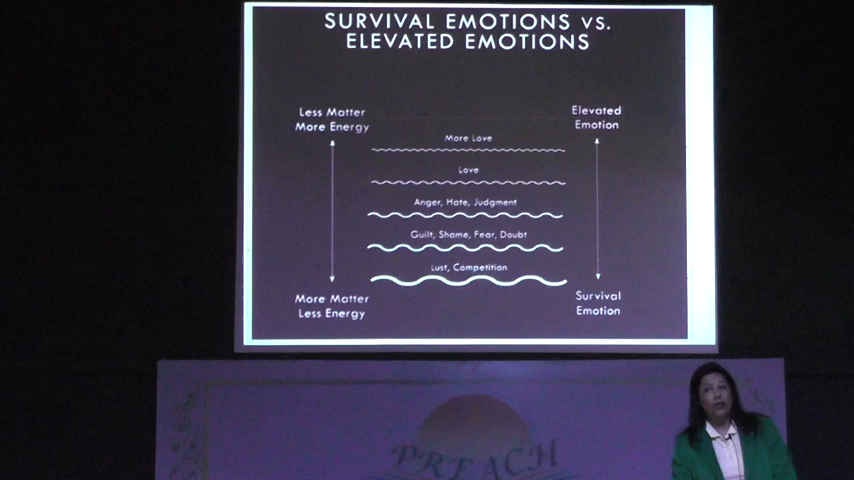 SURVIVAL EMOTIONS VS.
ELEVATED EMOTIONS
Less Matter
More Energy
Elevated
Emotion
More Love
Love
Anger, Hate, Judgment
Guilt, Shame, Fear, Doubt
Lust, Competition
More Matter
Less Energy
Survival
Emotion
PREACH